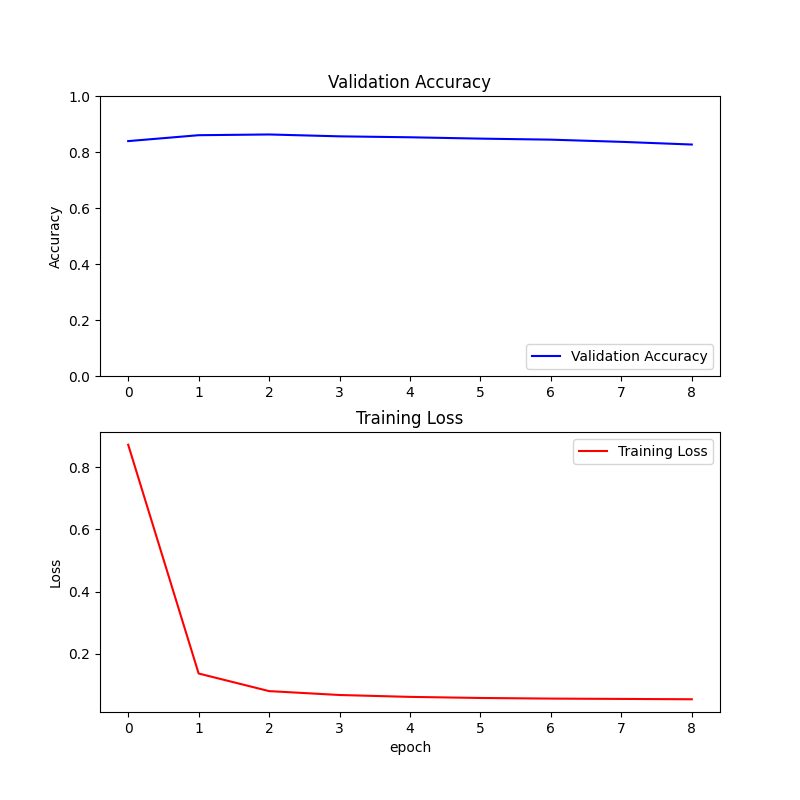 Validation Accuracy
1.0
0.8
0.6
0.4
0.2
0.0
Accuracy
Validation Accuracy
0 1 2 3 4 5 6 7 8
Training Loss
0.8
0.6
0.4
0.2
Loss
Training Loss
0 1 2 3 4 5 6 7 8
epoch